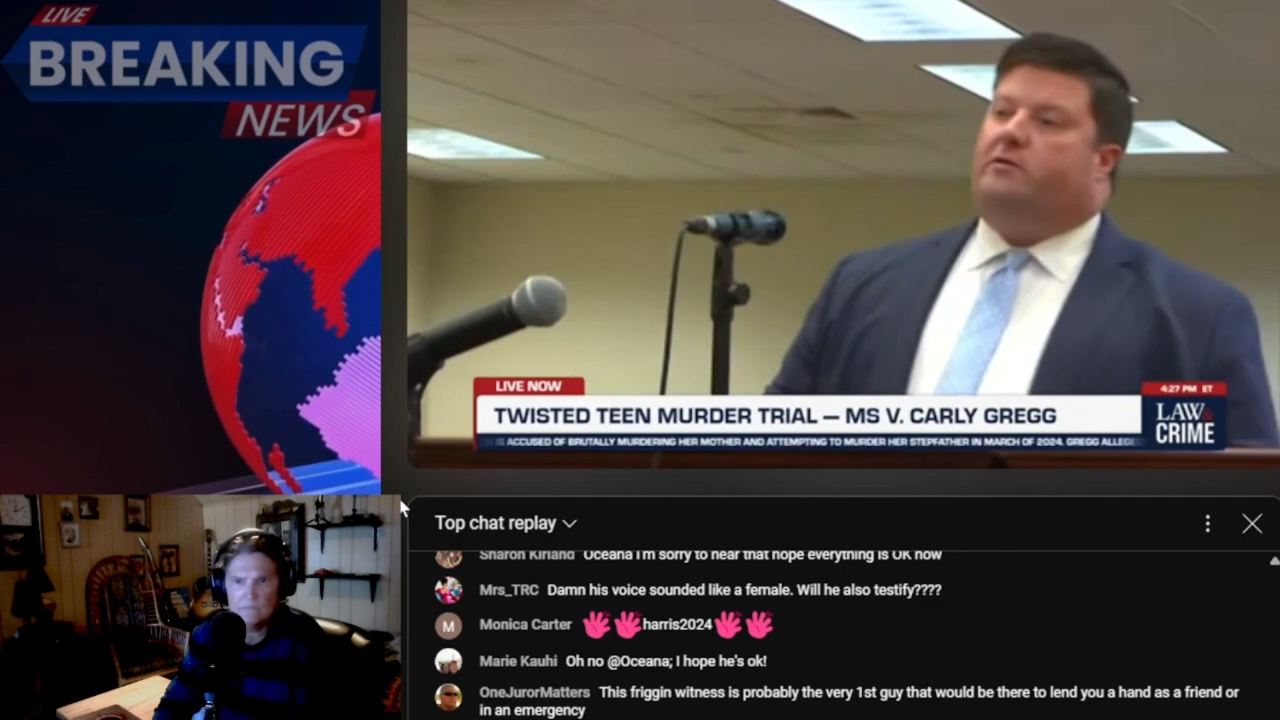 LIVE
BREAKING
NEWS
LIVE NOW
4:27 PM ET
TWISTED TEEN MURDER TRIAL — MS V. CARLY GREGG
LAW&
CRIME
IS ACCUSED OF BRUTALLY MURDERING HER MOTHER AND ATTEMPTING TO MURDER HER STEPFATHER IN MARCH OF 2024. GREGG ALLEGE
Top chat replay
Sharon Kirland Oceana I'm sorry to hear that hope everything is OK now
Mrs_TRC Damn his voice sounded like a female. Will he also testify????
M
Monica Carter harris2024
Marie Kauhi Oh no @Oceana; I hope he's ok!
OneJurorMatters This friggin witness is probably the very 1st guy that would be there to lend you a hand as a friend or
in an emergency